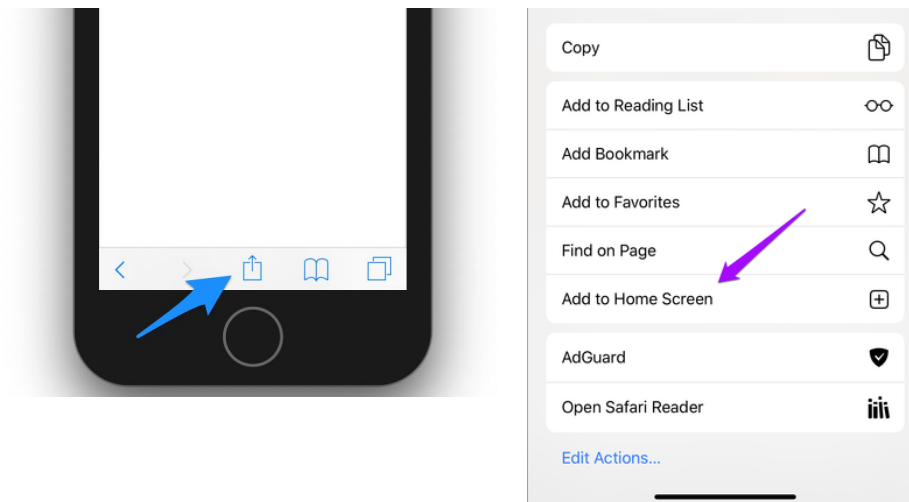 Copy
Add to Reading List
Add Bookmark
Add to Favorites
Find on Page
Add to Home Screen
AdGuard
Open Safari Reader
Edit Actions...